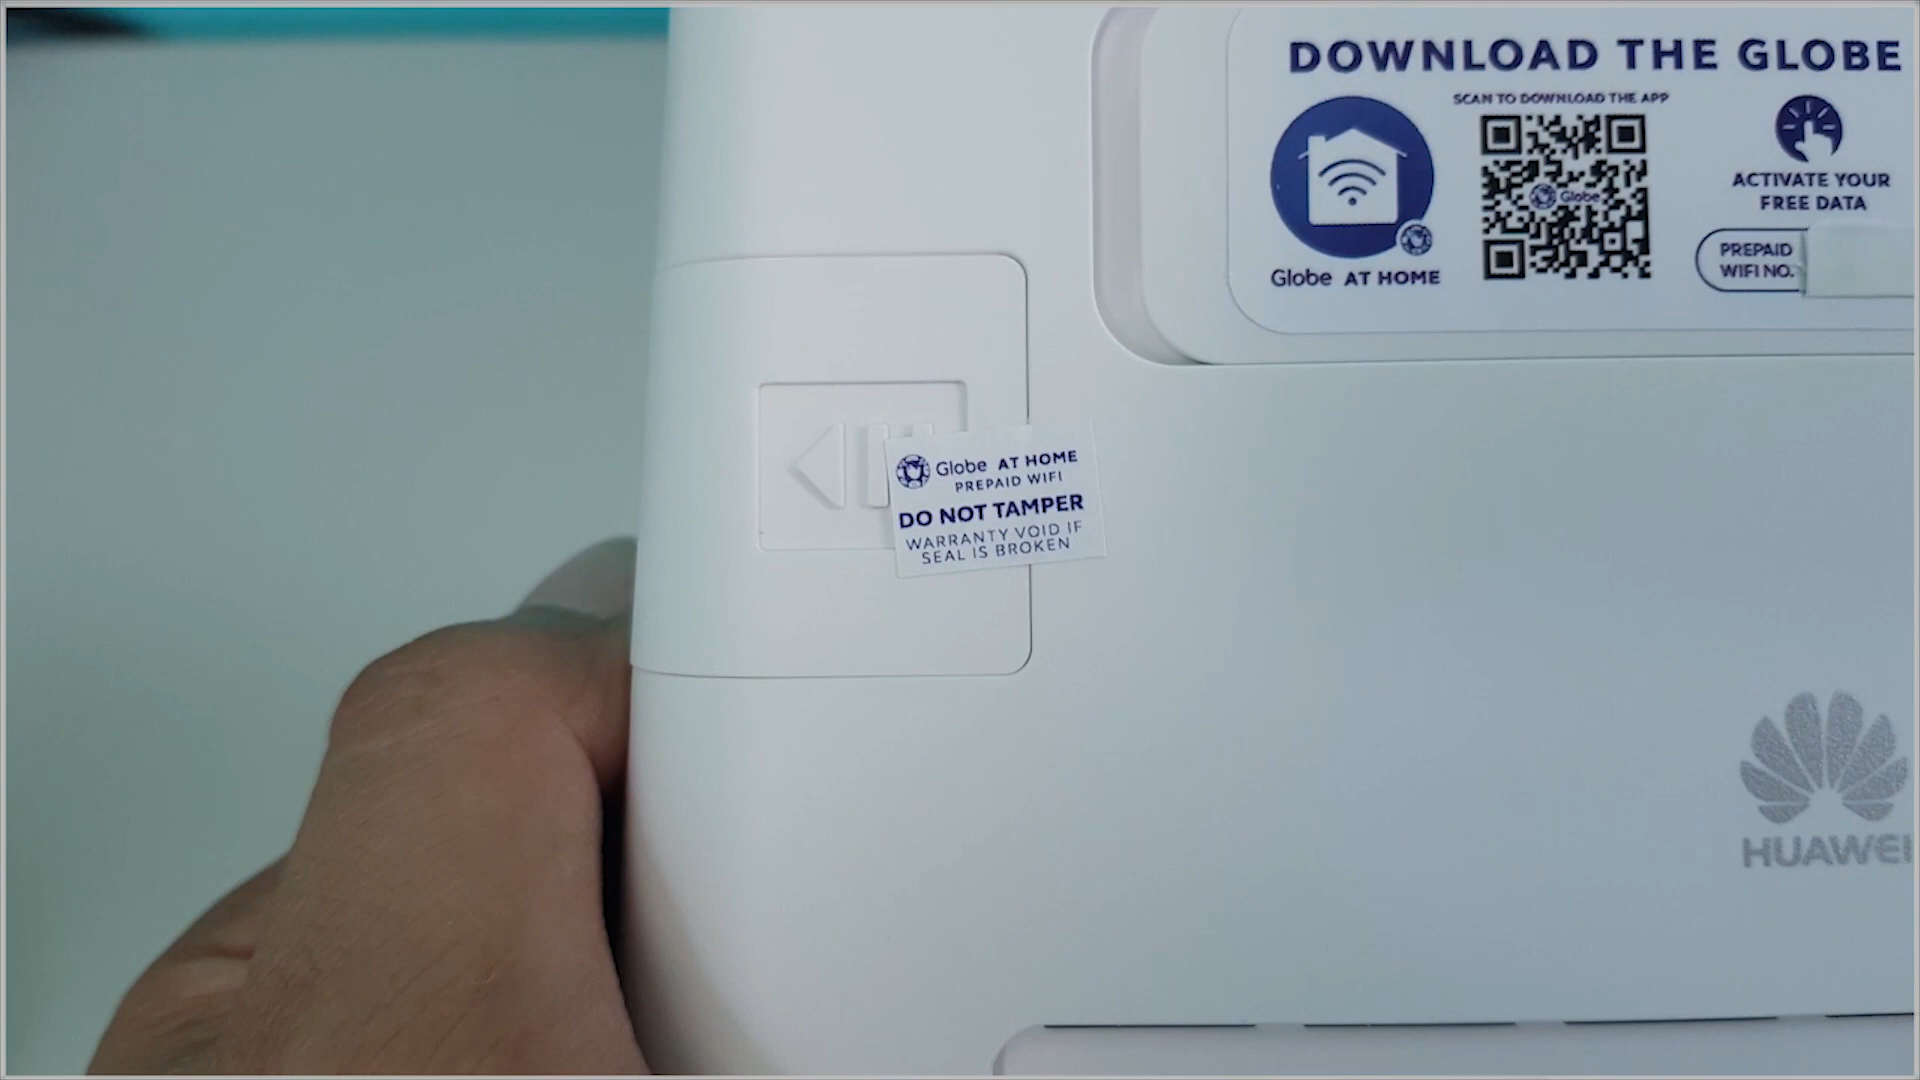 DOWNLOAD THE GLOBE
SCAN TO DOWNLOAD THE APP
Globe
Globe AT HOME
ACTIVATE YOUR
FREE DATA
PREPAID
WIFI NO.
Globe AT HOME
PREPAID WIFI
DO NOT TAMPER
WARRANTY VOID IF
SEAL IS BROKEN
HUAWEI